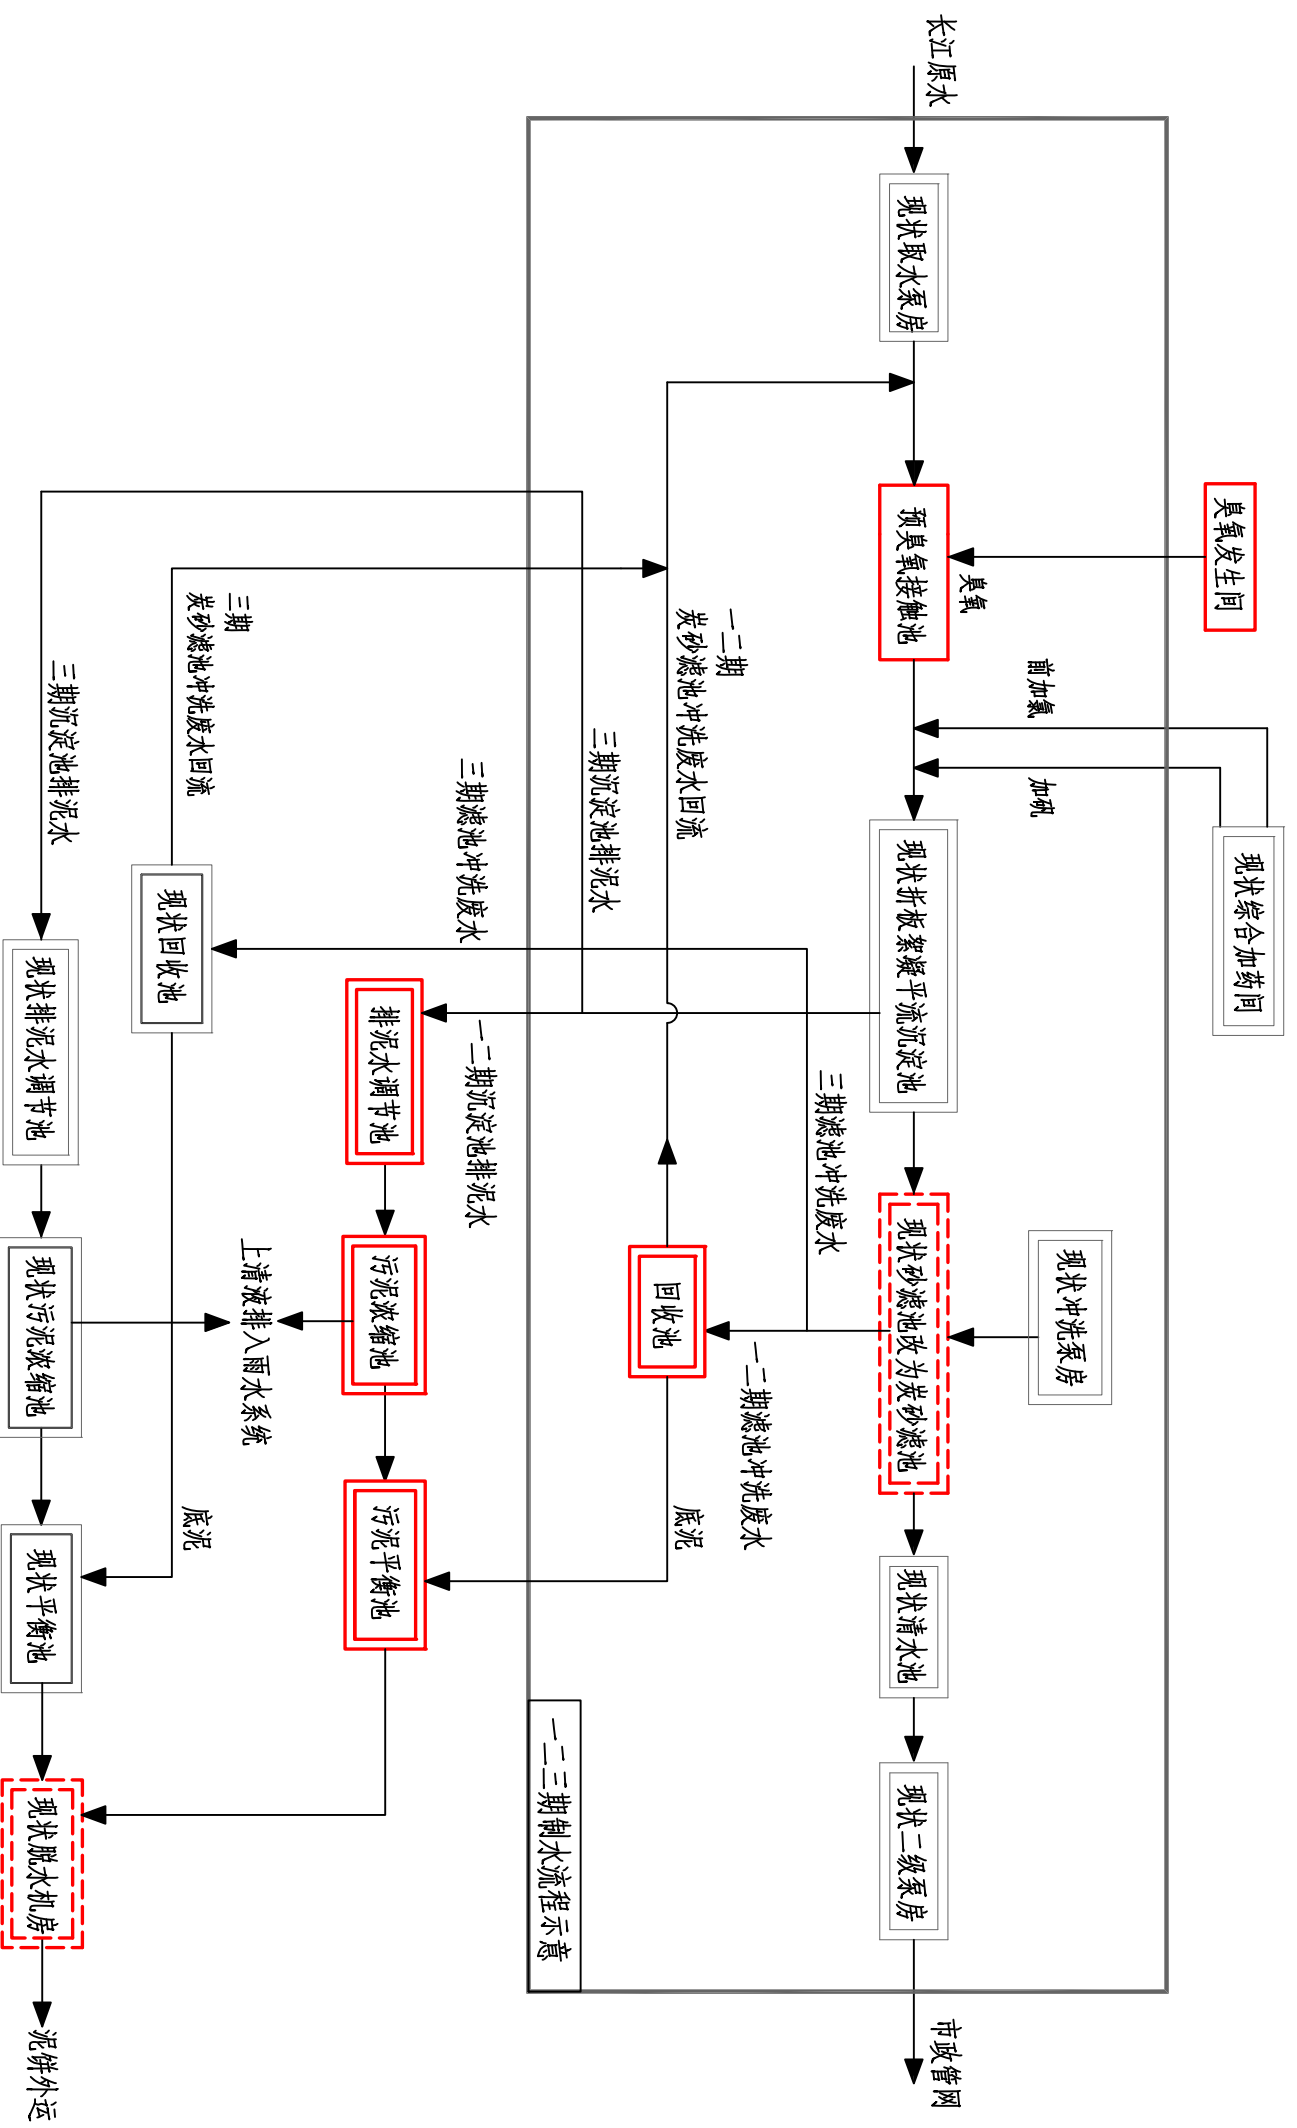 臭氧发生间
现状综合加药间
前加氯
加矾
现状冲洗泵房
臭氧
长江原水
现状取水泵房
预臭氧接触池
现状折板絮凝平流沉淀池
现状砂滤池改为炭砂滤池
现状清水池
现状二级泵房
市政管网
三期滤池冲洗废水
一二期
炭砂滤池冲洗废水回流
一二期滤池冲洗废水
回收池
底泥
三期沉淀池排泥水
一二三期制水流程示意
三期滤池冲洗废水
一二期沉淀池排泥水
排泥水调节池
污泥浓缩池
污泥平衡池
三期
炭砂滤池冲洗废水回流
上清液排入雨水系统
现状回收池
底泥
三期沉淀池排泥水
现状排泥水调节池
现状污泥浓缩池
现状平衡池
现状脱水机房
泥饼外运